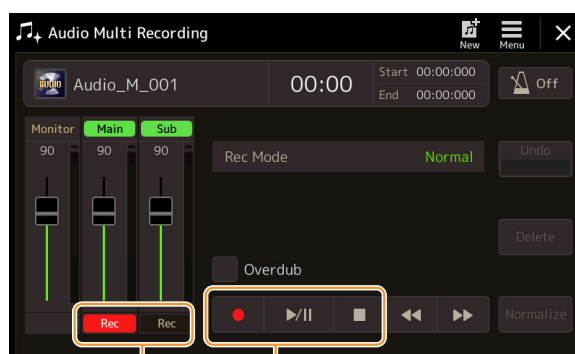 Audio Multi Recording
New
Menu
AUDIO
Audio_M_001
00:00
Start 00:00:000
End 00:00:000
Off
Monitor Main Sub
90 90 90
Rec Mode Normal
Undo
Delete
Overdub
Rec Rec
Normalize